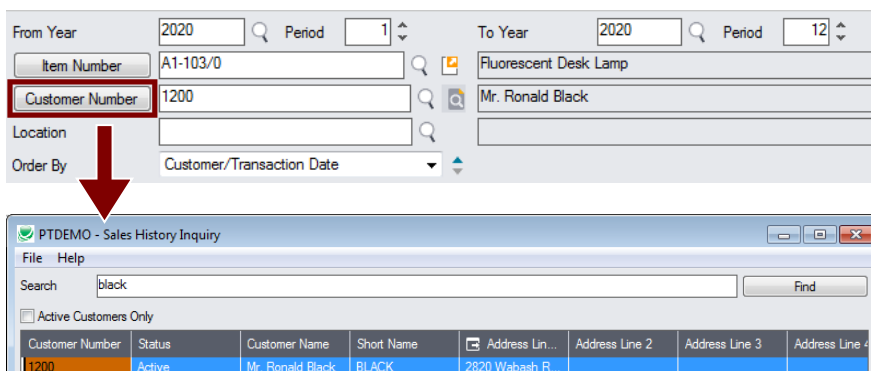 From Year 2020 Period 1 To Year 2020 Period 12
Item Number A1-103/0 Fluorescent Desk Lamp
Customer Number 1200 Mr. Ronald Black
Location
Order By Customer/Transaction Date
PTDEMO - Sales History Inquiry
File Help
Search black Find
Active Customers Only
Customer Number Status Customer Name Short Name Address Lin... Address Line 2 Address Line 3 Address Line 4
1200 Active Mr. Ronald Black BLACK 2820 Wabash R...